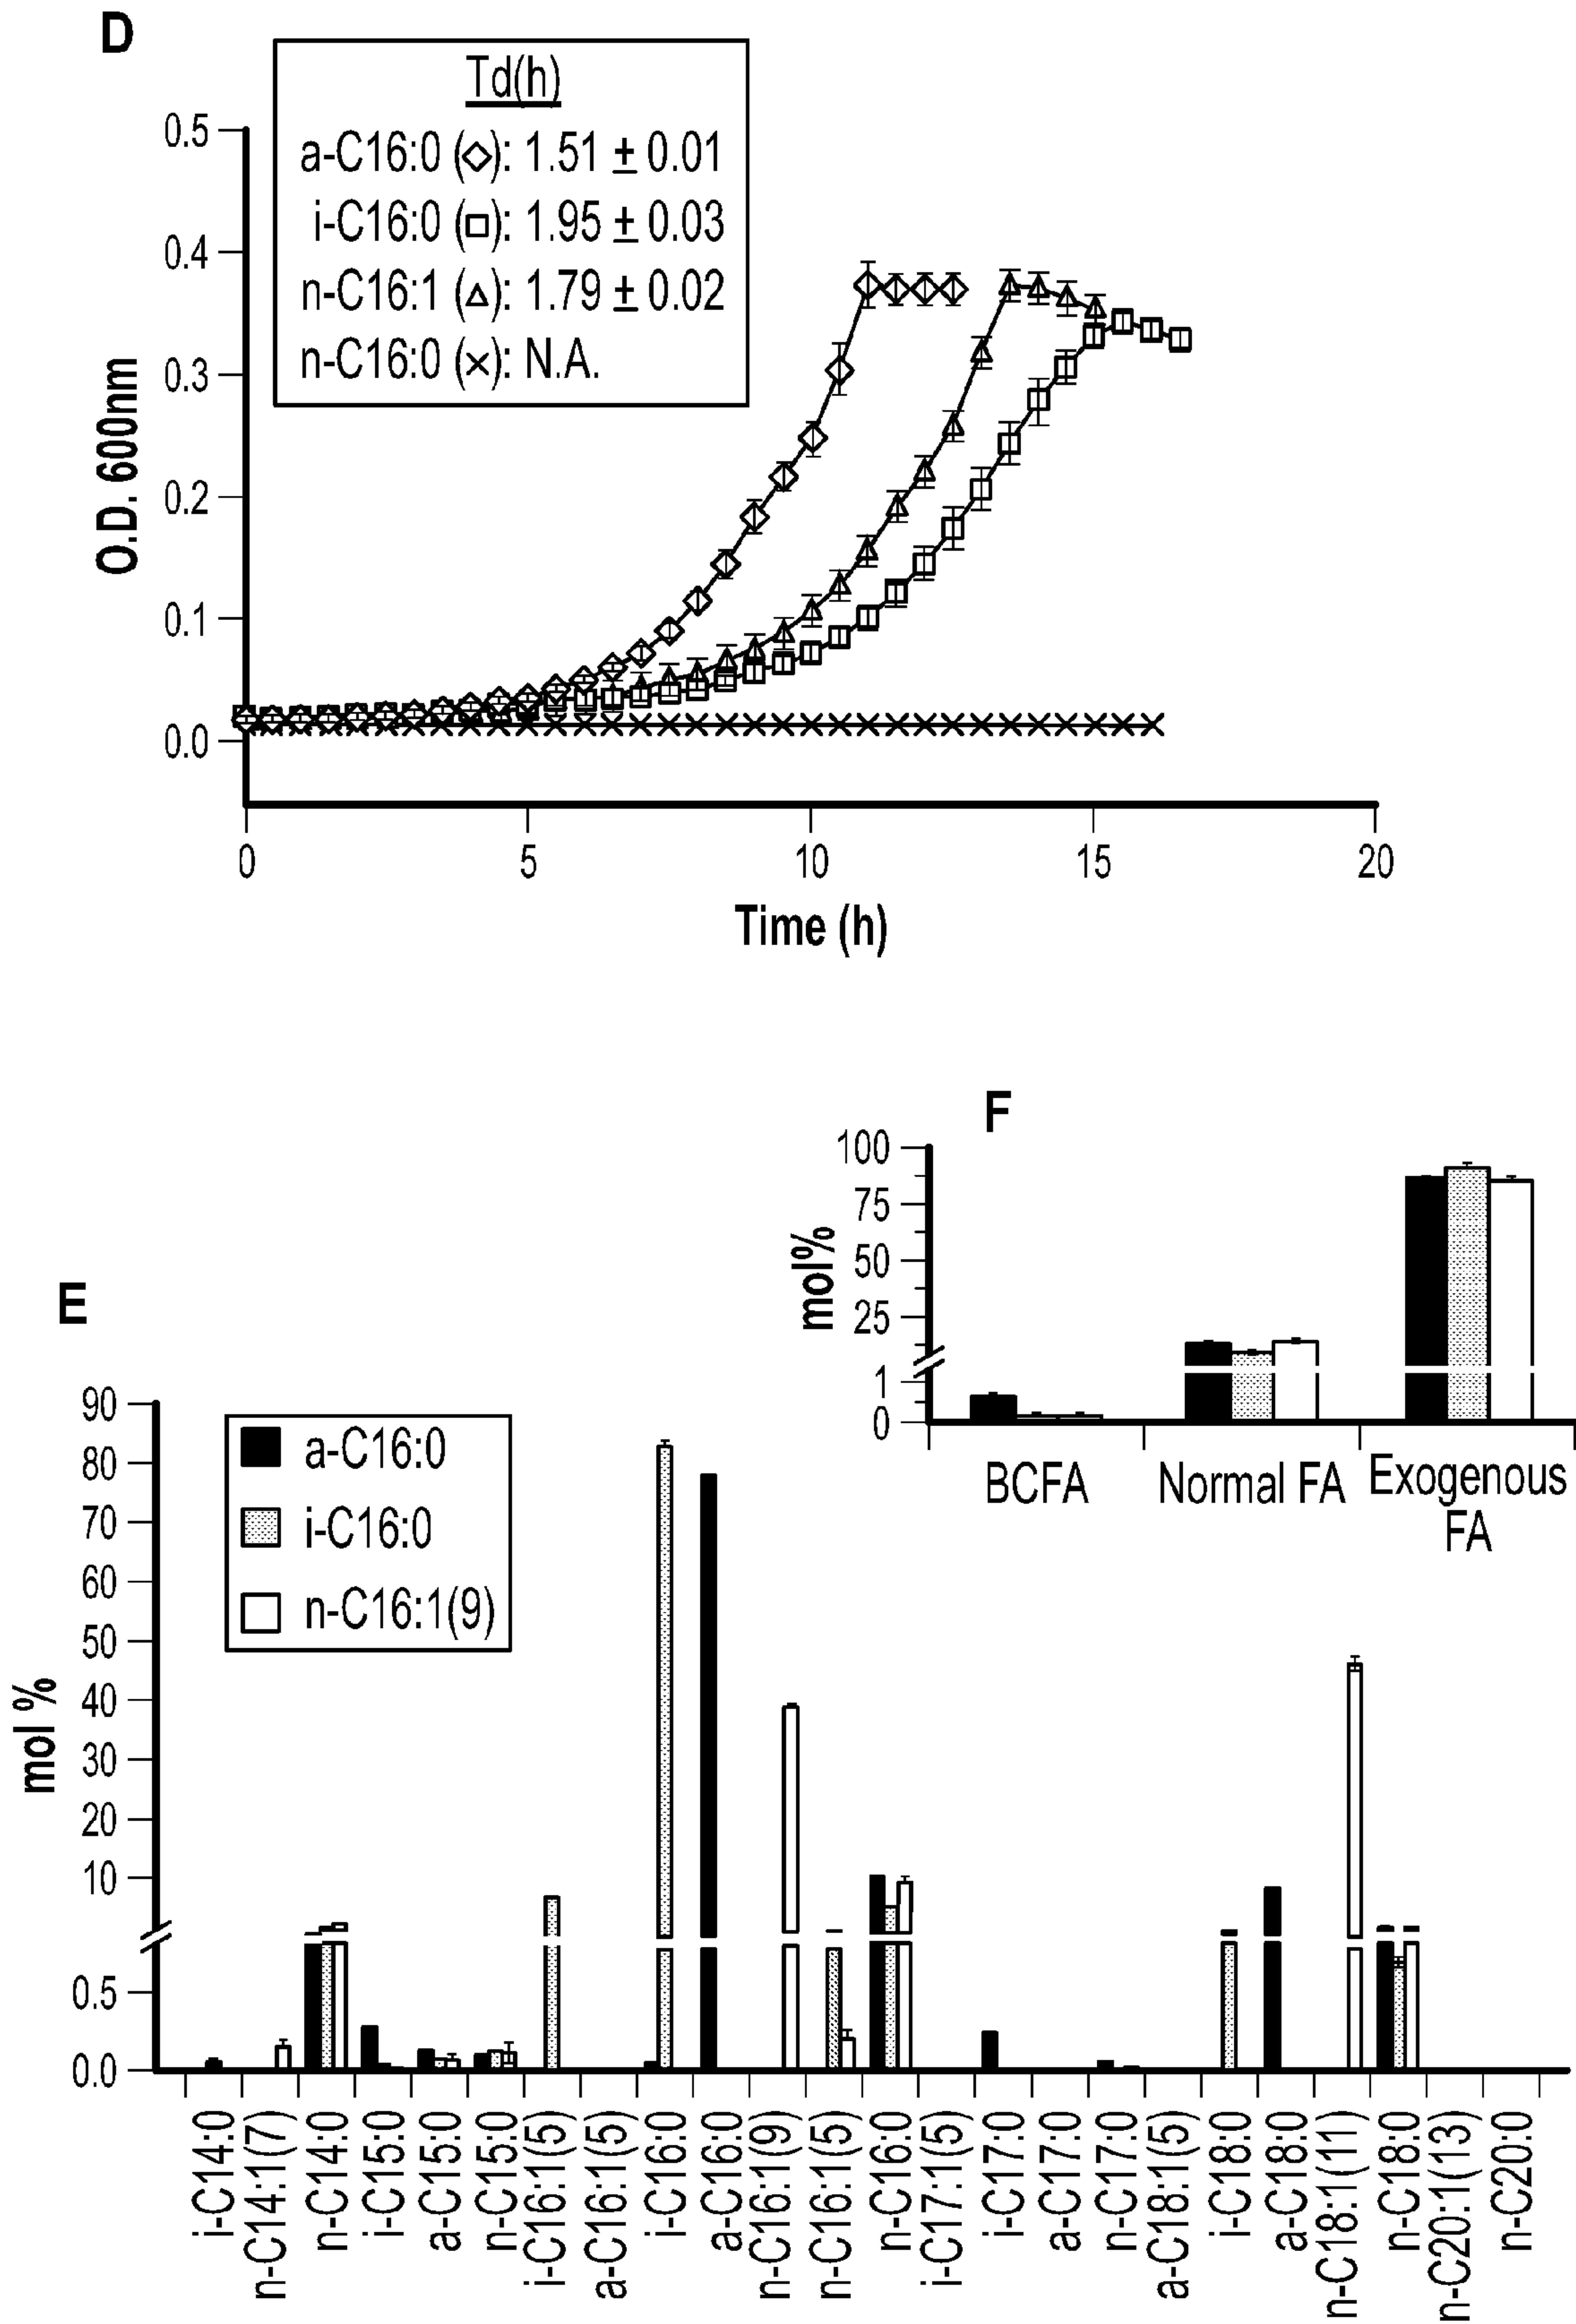 D
Td(h)
a-C16:0 (◇): 1.51 ± 0.01
i-C16:0 (□): 1.95 ± 0.03
n-C16:1 (△): 1.79 ± 0.02
n-C16:0 (×): N.A.
0.5
0.4
0.3
0.2
0.1
0.0
O.D. 600nm
0
5
10
15
20
Time (h)
F
100
75
50
25
1
0
mol%
BCFA
Normal FA
Exogenous
FA
E
90
80
70
60
50
40
30
20
10
0.5
0.0
mol %
a-C16:0
i-C16:0
n-C16:1(9)
i-C14:0
n-C14:1(7)
n-C14:0
i-C15:0
a-C15:0
n-C15:0
i-C16:1(5)
a-C16:1(5)
i-C16:0
a-C16:0
n-C16:1(9)
n-C16:1(5)
n-C16:0
i-C17:1(5)
i-C17:0
a-C17:0
n-C17:0
a-C18:1(5)
i-C18:0
a-C18:0
n-C18:1(11)
n-C18:0
n-C20:1(13)
n-C20:0